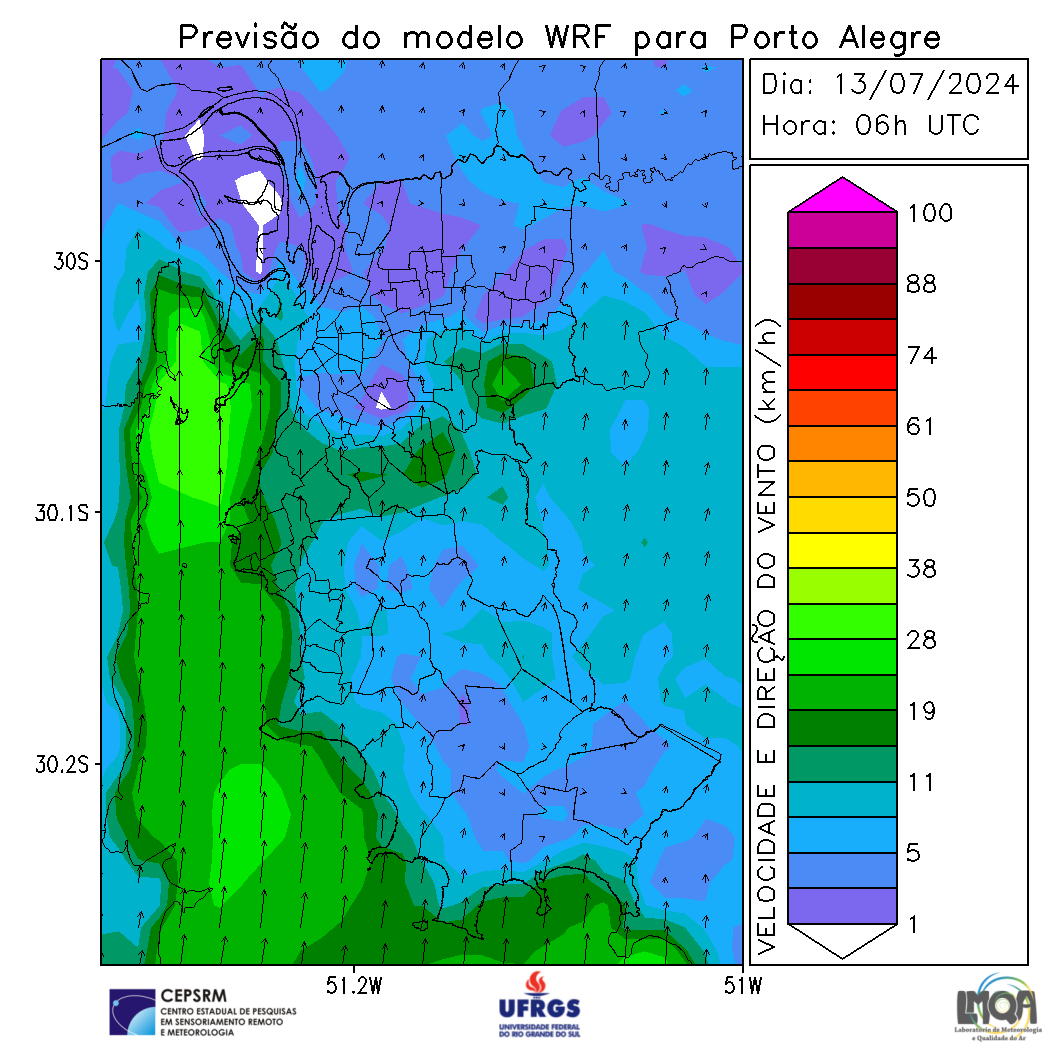 Previsão do modelo WRF para Porto Alegre
Dia: 13/07/2024
Hora: 06h UTC
VELOCIDADE E DIREÇÃO DO VENTO (km/h)
100
88
74
61
50
38
28
19
11
5
1
30S
30.1S
30.2S
51.2W
51W
CEPSRM
CENTRO ESTADUAL DE PESQUISAS
EM SENSORIAMENTO REMOTO
E METEOROLOGIA
UFRGS
UNIVERSIDADE FEDERAL
DO RIO GRANDE DO SUL
LMQA
Laboratório de Meteorologia
e Qualidade do Ar